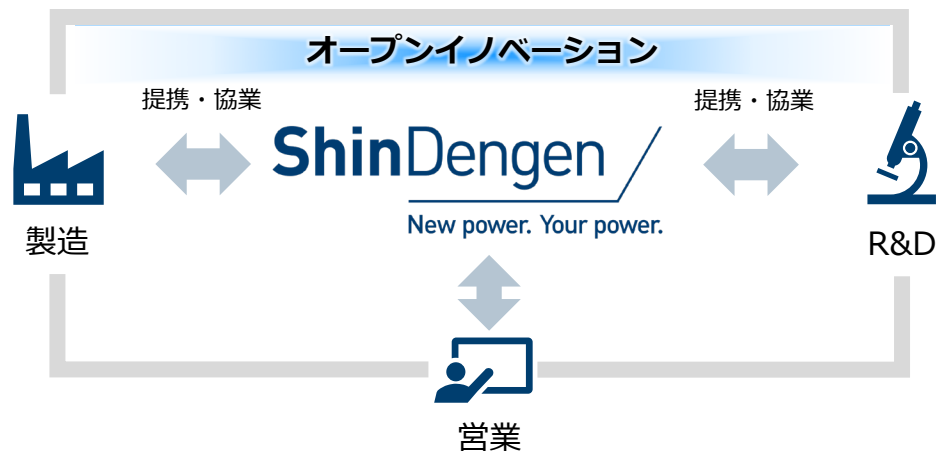 オープンイノベーション
提携・協業
提携・協業
ShinDengen
New power. Your power.
製造
R&D
営業